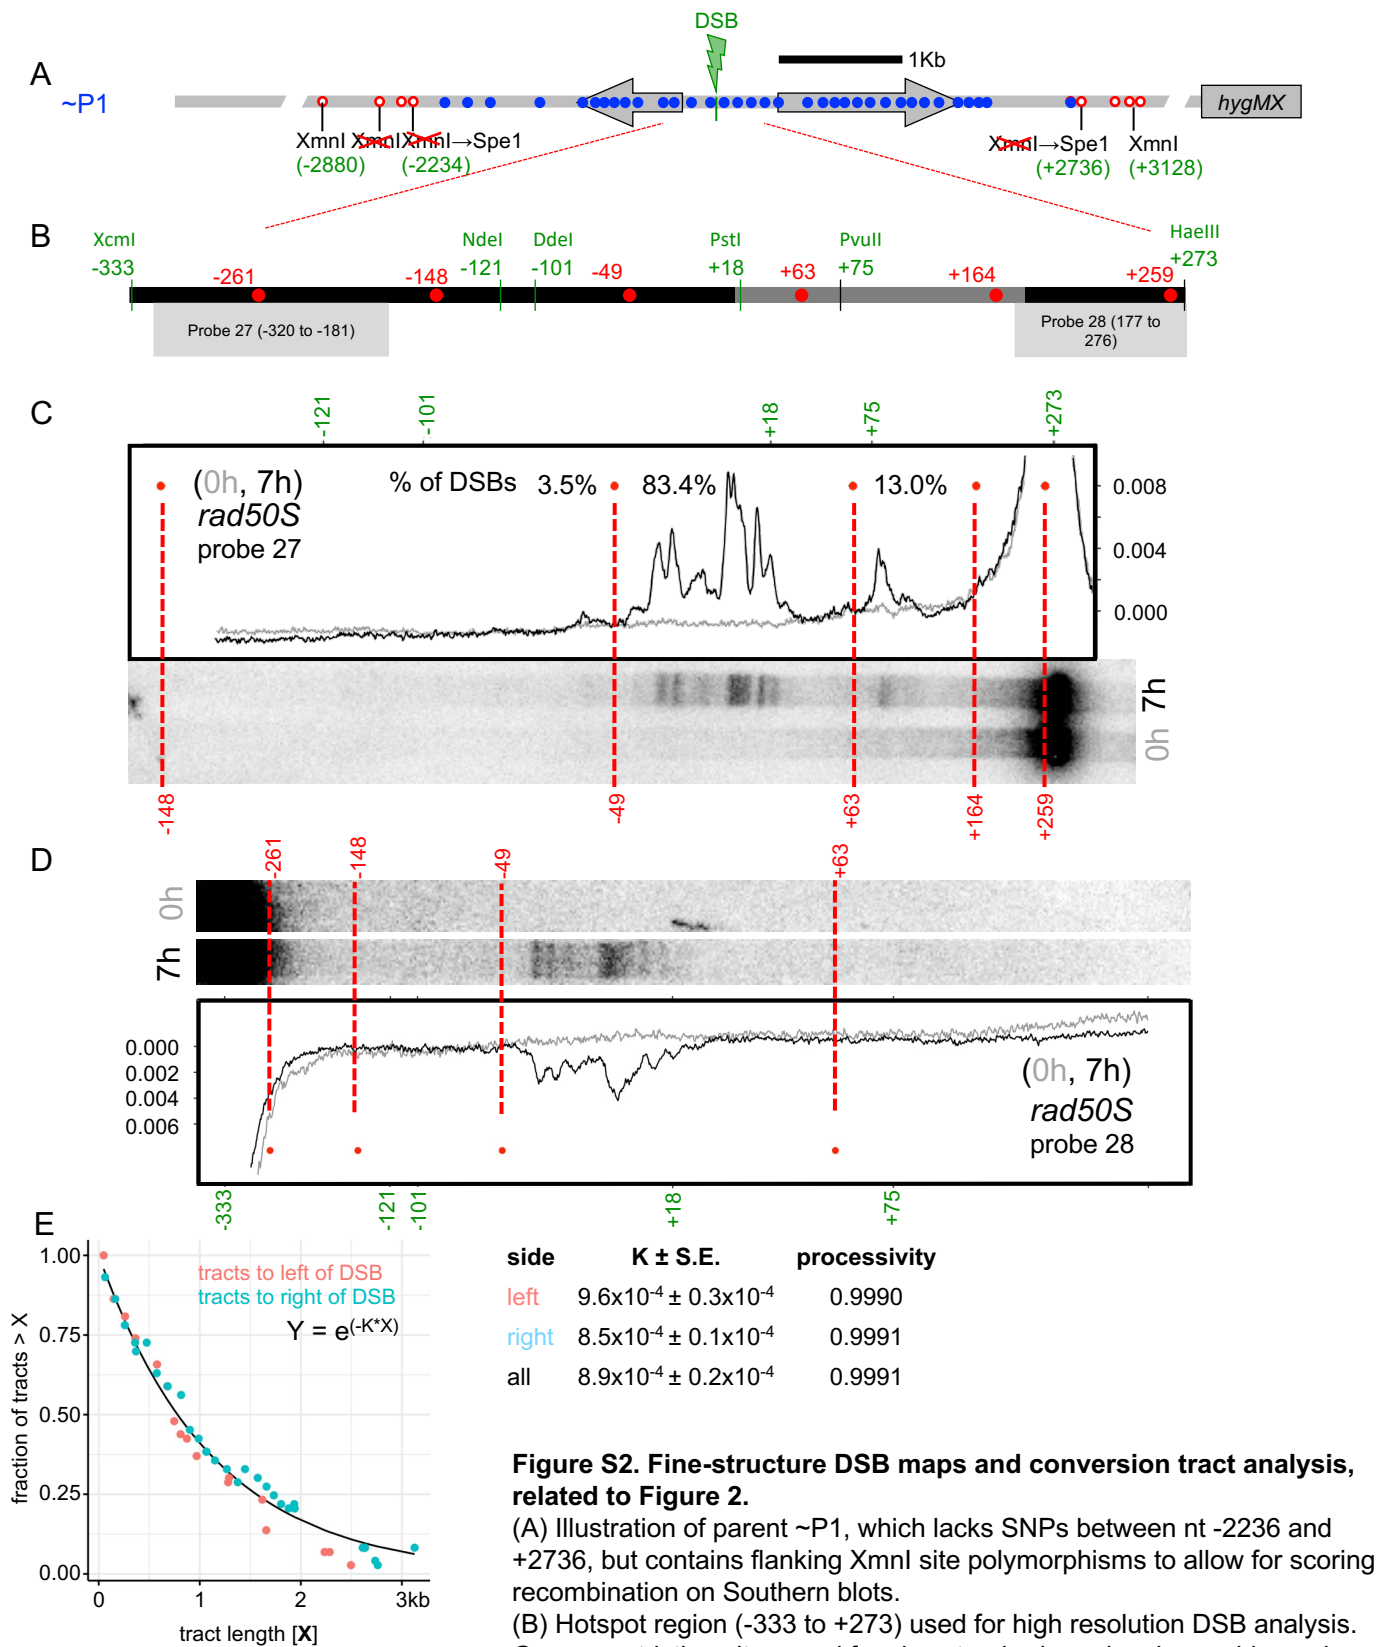 DSB
A
1Kb
~P1
hygMX
XmnI XmnI XmnI→Spe1
(-2880) (-2234)
XmnI→Spe1 XmnI
(+2736) (+3128)
B
XcmI NdeI DdeI PstI PvuII HaeIII
-333 -261 -148 -121 -101 -49 +18 +63 +75 +164 +259 +273
Probe 27 (-320 to -181)
Probe 28 (177 to
276)
C
-121 -101 +18 +75 +273
(0h, 7h) % of DSBs 3.5% 83.4% 13.0%
rad50S
probe 27
0.008
0.004
0.000
7h
0h
-148 -49 +63 +164 +259
D
-261 -148 -49 +63
0h
7h
0.000
0.002
0.004
0.006
(0h, 7h)
rad50S
probe 28
-333 -121 -101 +18 +75
E
1.00
0.75
0.50
0.25
0.00
fraction of tracts > X
tracts to left of DSB
tracts to right of DSB
Y = e(-K*X)
0 1 2 3kb
tract length [X]
side K ± S.E. processivity
left 9.6x10-4 ± 0.3x10-4 0.9990
right 8.5x10-4 ± 0.1x10-4 0.9991
all 8.9x10-4 ± 0.2x10-4 0.9991
Figure S2. Fine-structure DSB maps and conversion tract analysis,
related to Figure 2.
(A) Illustration of parent ~P1, which lacks SNPs between nt -2236 and
+2736, but contains flanking XmnI site polymorphisms to allow for scoring
recombination on Southern blots.
(B) Hotspot region (-333 to +273) used for high resolution DSB analysis.